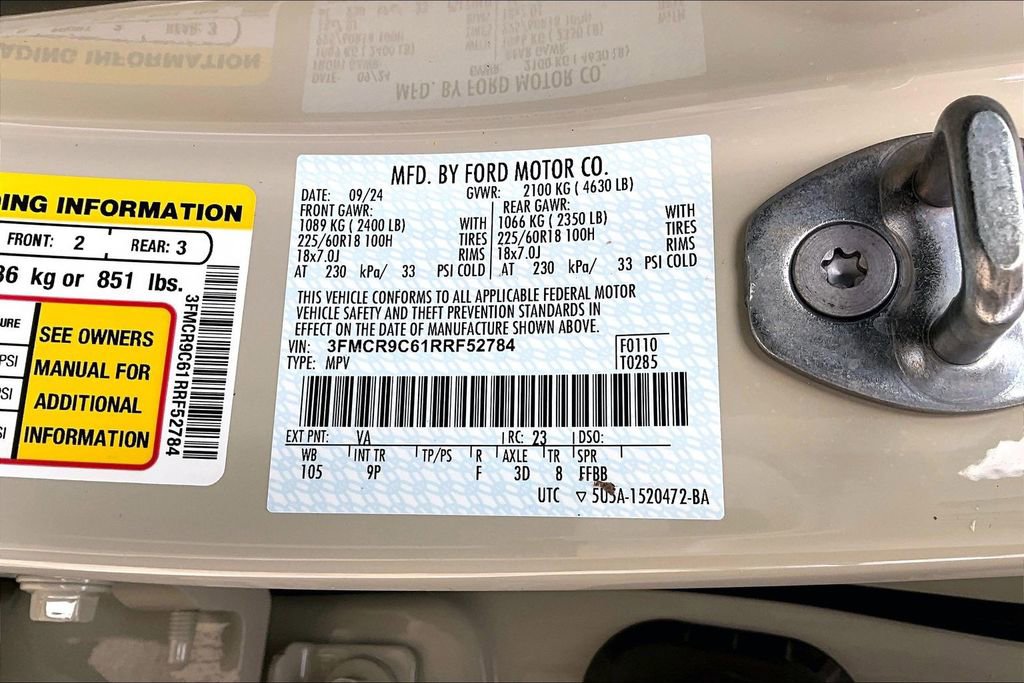 DING INFORMATION
FRONT: 2 REAR: 3
kg or 851 lbs.
SEE OWNERS
MANUAL FOR
ADDITIONAL
INFORMATION
PSI
3FMCR9C61RRF52784
MFD. BY FORD MOTOR CO.
DATE: 09/24 GVWR: 2100 KG ( 4630 LB)
FRONT GAWR: REAR GAWR:
1089 KG ( 2400 LB) WITH 1066 KG ( 2350 LB) WITH
225/60R18 100H TIRES 225/60R18 100H TIRES
18x7.0J RIMS 18x7.0J RIMS
AT 230 kPa/ 33 PSI COLD AT 230 kPa/ 33 PSI COLD
THIS VEHICLE CONFORMS TO ALL APPLICABLE FEDERAL MOTOR
VEHICLE SAFETY AND THEFT PREVENTION STANDARDS IN
EFFECT ON THE DATE OF MANUFACTURE SHOWN ABOVE.
VIN: 3FMCR9C61RRF52784 F0110
TYPE: MPV T0285
EXT PNT: VA RC: 23 DSO:
WB INT TR TP/PS R AXLE TR SPR
105 9P F 3D 8 FFBB
UTC ▽ 5U5A-1520472-BA